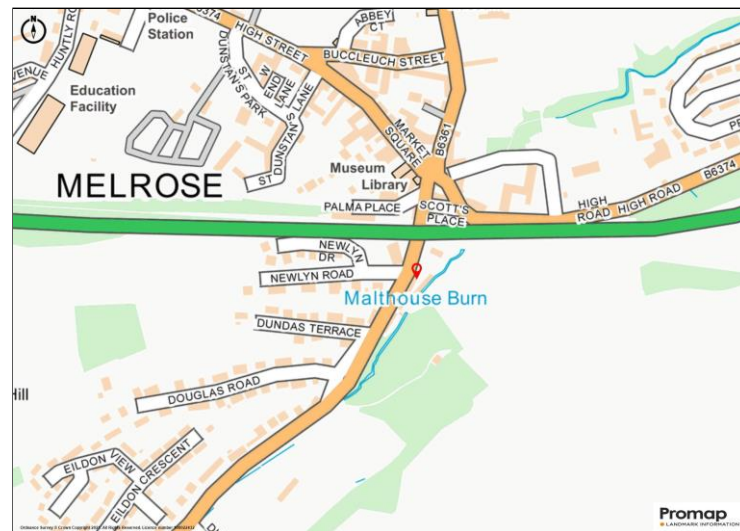 N
Police
Station
B6374
HIGH STREET
ABBEY
CT
BUCCLEUCH STREET
HUNTLY RO
AVENUE
Education
Facility
ST
DUNSTAN'S PARK
W
END
LANE
ST DUNSTAN'S LANE
MARKET
SQUARE
B6361
Museum
Library
MELROSE
PALMA PLACE
SCOTT'S
PLACE
HIGH
ROAD
HIGH ROAD
B6374
PR
NEWLYN
DR
NEWLYN ROAD
Malthouse Burn
DUNDAS TERRACE
DOUGLAS ROAD
Hill
EILDON VIEW
EILDON CRESCENT
Promap
LANDMARK INFORMATION